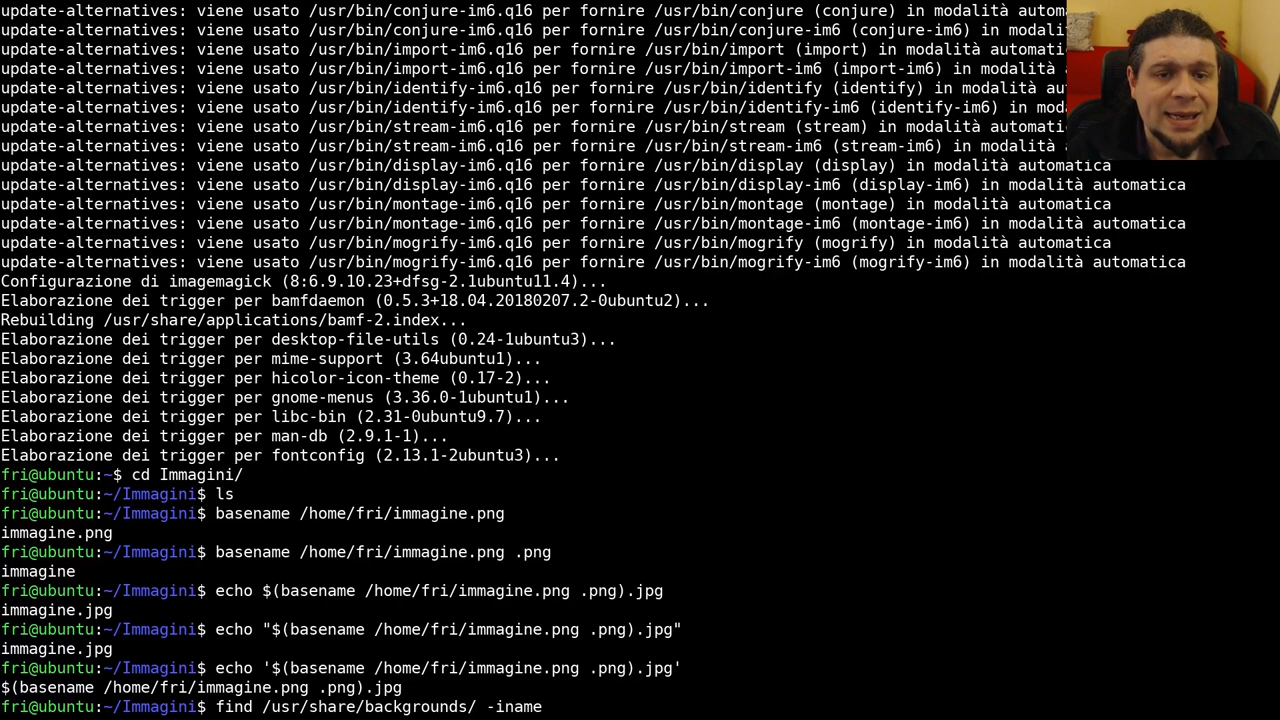 update-alternatives: viene usato /usr/bin/conjure-im6.q16 per fornire /usr/bin/conjure (conjure) in modalità autom
update-alternatives: viene usato /usr/bin/conjure-im6.q16 per fornire /usr/bin/conjure-im6 (conjure-im6) in modalit
update-alternatives: viene usato /usr/bin/import-im6.q16 per fornire /usr/bin/import (import) in modalità automati
update-alternatives: viene usato /usr/bin/import-im6.q16 per fornire /usr/bin/import-im6 (import-im6) in modalità
update-alternatives: viene usato /usr/bin/identify-im6.q16 per fornire /usr/bin/identify (identify) in modalità au
update-alternatives: viene usato /usr/bin/identify-im6.q16 per fornire /usr/bin/identify-im6 (identify-im6) in moda
update-alternatives: viene usato /usr/bin/stream-im6.q16 per fornire /usr/bin/stream (stream) in modalità automati
update-alternatives: viene usato /usr/bin/stream-im6.q16 per fornire /usr/bin/stream-im6 (stream-im6) in modalità
update-alternatives: viene usato /usr/bin/display-im6.q16 per fornire /usr/bin/display (display) in modalità automatica
update-alternatives: viene usato /usr/bin/display-im6.q16 per fornire /usr/bin/display-im6 (display-im6) in modalità automatica
update-alternatives: viene usato /usr/bin/montage-im6.q16 per fornire /usr/bin/montage (montage) in modalità automatica
update-alternatives: viene usato /usr/bin/montage-im6.q16 per fornire /usr/bin/montage-im6 (montage-im6) in modalità automatica
update-alternatives: viene usato /usr/bin/mogrify-im6.q16 per fornire /usr/bin/mogrify (mogrify) in modalità automatica
update-alternatives: viene usato /usr/bin/mogrify-im6.q16 per fornire /usr/bin/mogrify-im6 (mogrify-im6) in modalità automatica
Configurazione di imagemagick (8:6.9.10.23+dfsg-2.1ubuntu11.4)...
Elaborazione dei trigger per bamfdaemon (0.5.3+18.04.20180207.2-0ubuntu2)...
Rebuilding /usr/share/applications/bamf-2.index...
Elaborazione dei trigger per desktop-file-utils (0.24-1ubuntu3)...
Elaborazione dei trigger per mime-support (3.64ubuntu1)...
Elaborazione dei trigger per hicolor-icon-theme (0.17-2)...
Elaborazione dei trigger per gnome-menus (3.36.0-1ubuntu1)...
Elaborazione dei trigger per libc-bin (2.31-0ubuntu9.7)...
Elaborazione dei trigger per man-db (2.9.1-1)...
Elaborazione dei trigger per fontconfig (2.13.1-2ubuntu3)...
fri@ubuntu:~$ cd Immagini/
fri@ubuntu:~/Immagini$ ls
fri@ubuntu:~/Immagini$ basename /home/fri/immagine.png
immagine.png
fri@ubuntu:~/Immagini$ basename /home/fri/immagine.png .png
immagine
fri@ubuntu:~/Immagini$ echo $(basename /home/fri/immagine.png .png).jpg
immagine.jpg
fri@ubuntu:~/Immagini$ echo "$(basename /home/fri/immagine.png .png).jpg"
immagine.jpg
fri@ubuntu:~/Immagini$ echo '$(basename /home/fri/immagine.png .png).jpg'
$(basename /home/fri/immagine.png .png).jpg
fri@ubuntu:~/Immagini$ find /usr/share/backgrounds/ -iname